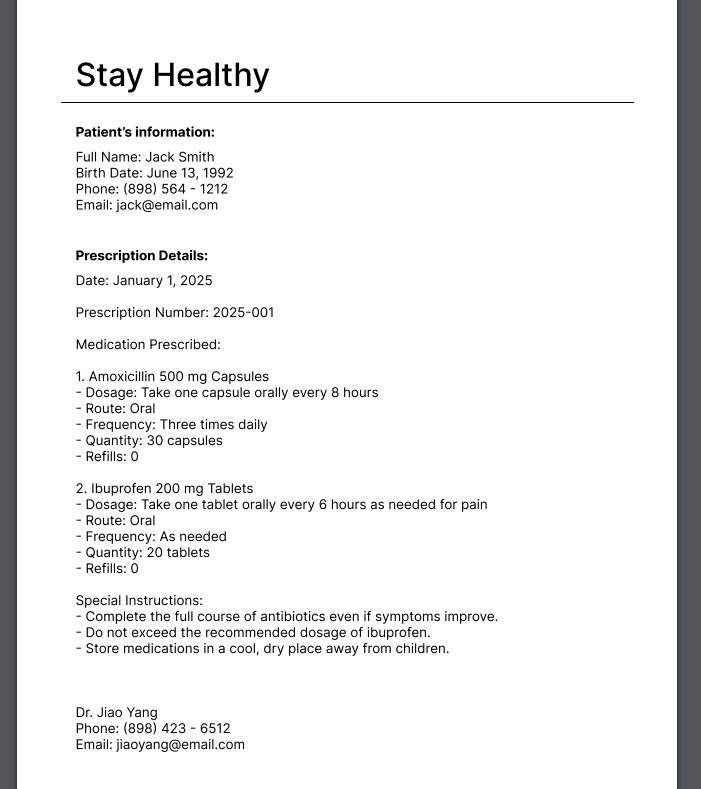 Stay Healthy
Patient’s information:
Full Name: Jack Smith
Birth Date: June 13, 1992
Phone: (898) 564 - 1212
Email: jack@email.com
Prescription Details:
Date: January 1, 2025
Prescription Number: 2025-001
Medication Prescribed:
1. Amoxicillin 500 mg Capsules
- Dosage: Take one capsule orally every 8 hours
- Route: Oral
- Frequency: Three times daily
- Quantity: 30 capsules
- Refills: 0
2. Ibuprofen 200 mg Tablets
- Dosage: Take one tablet orally every 6 hours as needed for pain
- Route: Oral
- Frequency: As needed
- Quantity: 20 tablets
- Refills: 0
Special Instructions:
- Complete the full course of antibiotics even if symptoms improve.
- Do not exceed the recommended dosage of ibuprofen.
- Store medications in a cool, dry place away from children.
Dr. Jiao Yang
Phone: (898) 423 - 6512
Email: jiaoyang@email.com